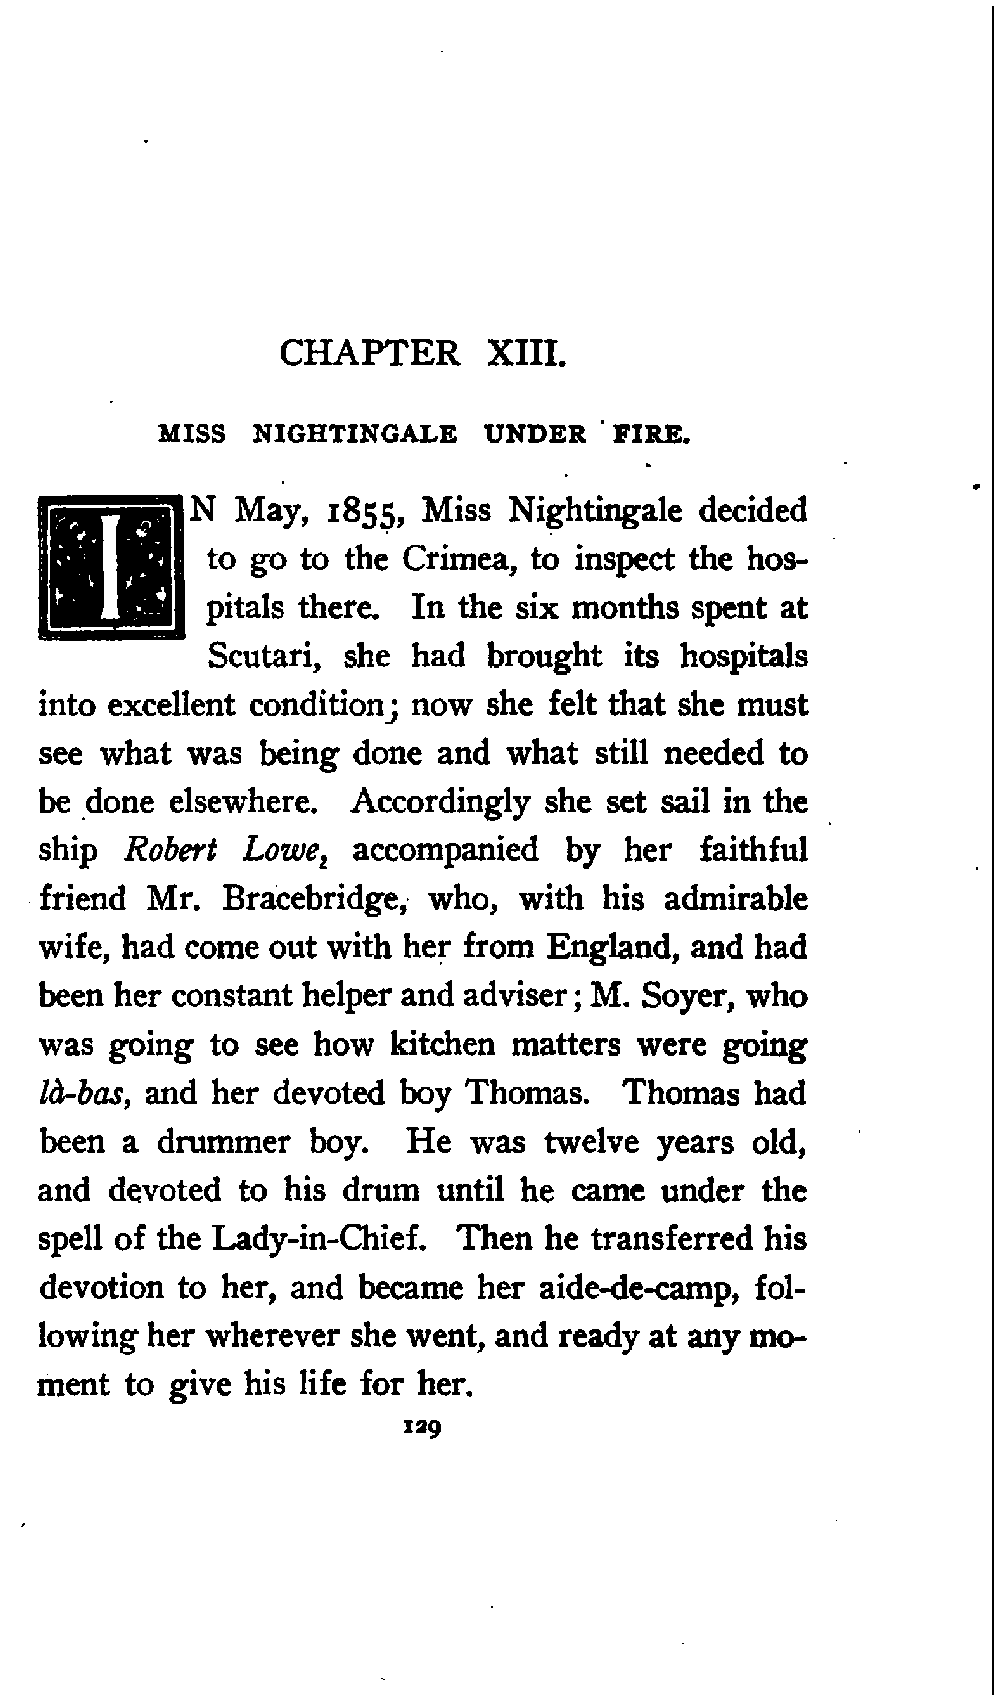 CHAPTER XIII.
MISS NIGHTINGALE UNDER FIRE.
IN May, 1855, Miss Nightingale decided
to go to the Crimea, to inspect the hos-
pitals there. In the six months spent at
Scutari, she had brought its hospitals
into excellent condition; now she felt that she must
see what was being done and what still needed to
be done elsewhere. Accordingly she set sail in the
ship Robert Lowe, accompanied by her faithful
friend Mr. Bracebridge, who, with his admirable
wife, had come out with her from England, and had
been her constant helper and adviser; M. Soyer, who
was going to see how kitchen matters were going
là-bas, and her devoted boy Thomas. Thomas had
been a drummer boy. He was twelve years old,
and devoted to his drum until he came under the
spell of the Lady-in-Chief. Then he transferred his
devotion to her, and became her aide-de-camp, fol-
lowing her wherever she went, and ready at any mo-
ment to give his life for her.
129